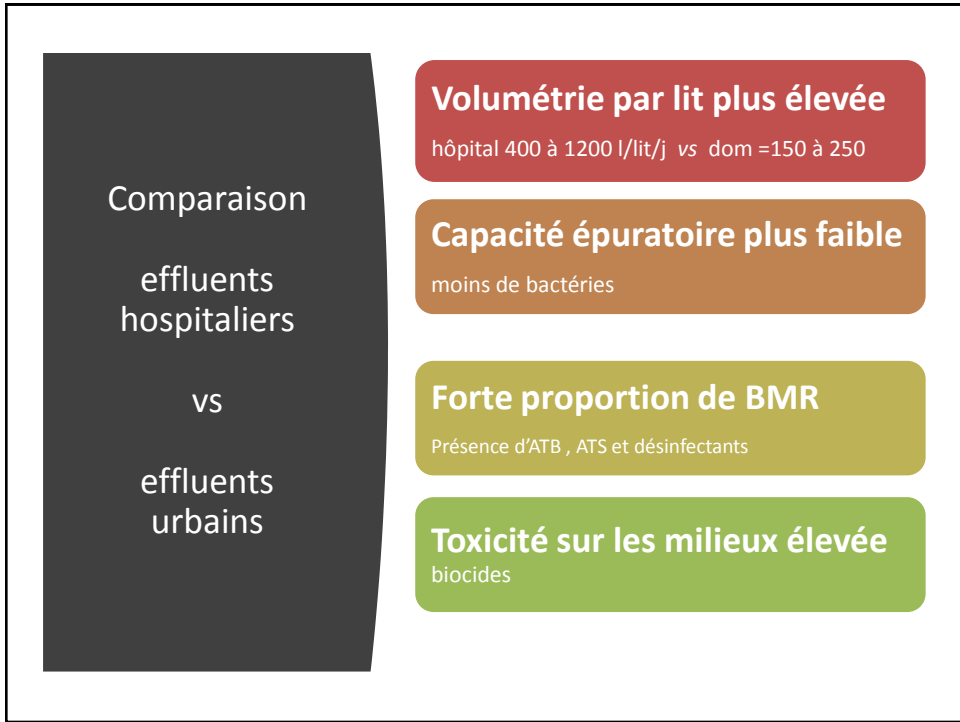 Comparaison
effluents
hospitaliers
vs
effluents
urbains
Volumétrie par lit plus élevée
hôpital 400 à 1200 l/lit/j vs dom =150 à 250
Capacité épuratoire plus faible
moins de bactéries
Forte proportion de BMR
Présence d'ATB , ATS et désinfectants
Toxicité sur les milieux élevée
biocides